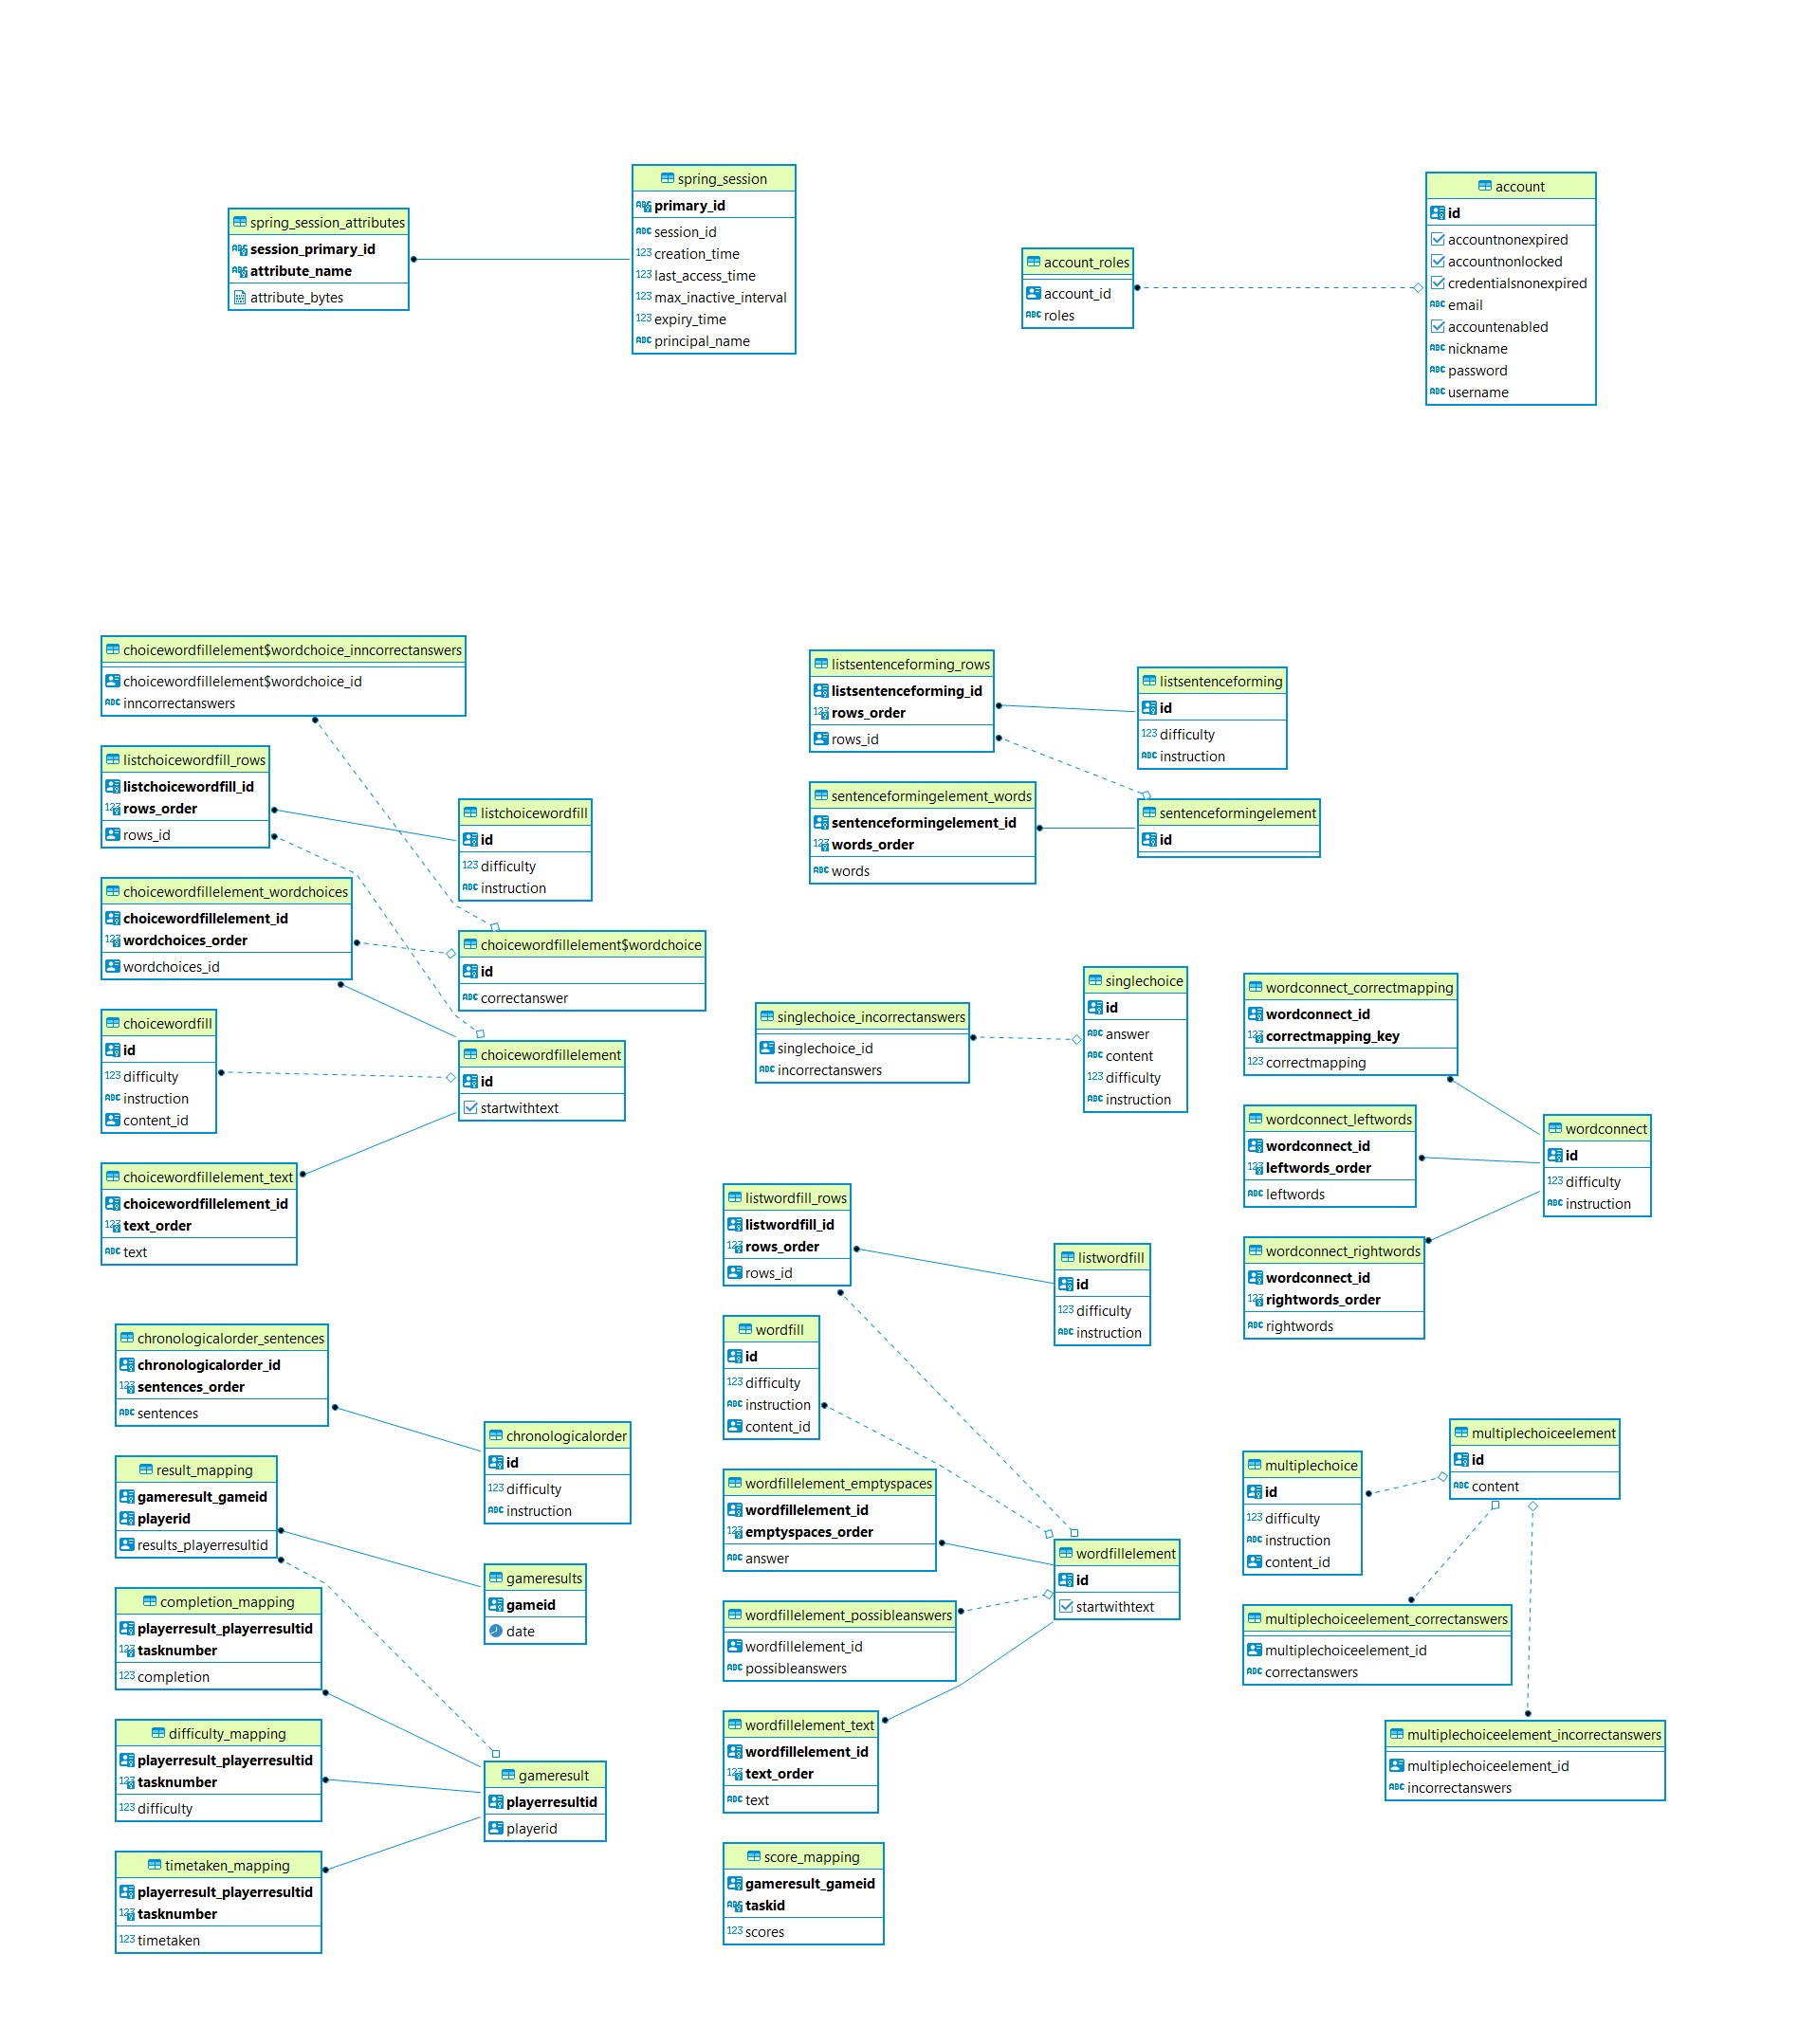 spring_session
primary_id
session_id
creation_time
last_access_time
max_inactive_interval
expiry_time
principal_name
spring_session_attributes
session_primary_id
attribute_name
attribute_bytes
account
id
accountnonexpired
accountnonlocked
credentialsnonexpired
email
accountenabled
nickname
password
username
account_roles
account_id
roles
choicewordfillelement$wordchoice_inncorrectanswers
choicewordfillelement$wordchoice_id
inncorrectanswers
listchoicewordfill_rows
listchoicewordfill_id
rows_order
rows_id
listchoicewordfill
id
difficulty
instruction
choicewordfillelement_wordchoices
choicewordfillelement_id
wordchoices_order
wordchoices_id
choicewordfillelement$wordchoice
id
correctanswer
choicewordfill
id
difficulty
instruction
content_id
choicewordfillelement
id
startwithtext
choicewordfillelement_text
choicewordfillelement_id
text_order
text
listsentenceforming_rows
listsentenceforming_id
rows_order
rows_id
listsentenceforming
id
difficulty
instruction
sentenceformingelement_words
sentenceformingelement_id
words_order
words
sentenceformingelement
id
singlechoice
id
answer
content
difficulty
instruction
singlechoice_incorrectanswers
singlechoice_id
incorrectanswers
wordconnect_correctmapping
wordconnect_id
correctmapping_key
correctmapping
wordconnect_leftwords
wordconnect_id
leftwords_order
leftwords
wordconnect
id
difficulty
instruction
wordconnect_rightwords
wordconnect_id
rightwords_order
rightwords
listwordfill_rows
listwordfill_id
rows_order
rows_id
listwordfill
id
difficulty
instruction
wordfill
id
difficulty
instruction
content_id
wordfillelement_emptyspaces
wordfillelement_id
emptyspaces_order
answer
wordfillelement
id
startwithtext
wordfillelement_possibleanswers
wordfillelement_id
possibleanswers
wordfillelement_text
wordfillelement_id
text_order
text
score_mapping
gameresult_gameid
taskid
scores
chronologicalorder_sentences
chronologicalorder_id
sentences_order
sentences
chronologicalorder
id
difficulty
instruction
result_mapping
gameresult_gameid
playerid
results_playerresultid
gameresults
gameid
date
completion_mapping
playerresult_playerresultid
tasknumber
completion
difficulty_mapping
playerresult_playerresultid
tasknumber
difficulty
gameresult
playerresultid
playerid
timetaken_mapping
playerresult_playerresultid
tasknumber
timetaken
multiplechoiceelement
id
content
multiplechoice
id
difficulty
instruction
content_id
multiplechoiceelement_correctanswers
multiplechoiceelement_id
correctanswers
multiplechoiceelement_incorrectanswers
multiplechoiceelement_id
incorrectanswers